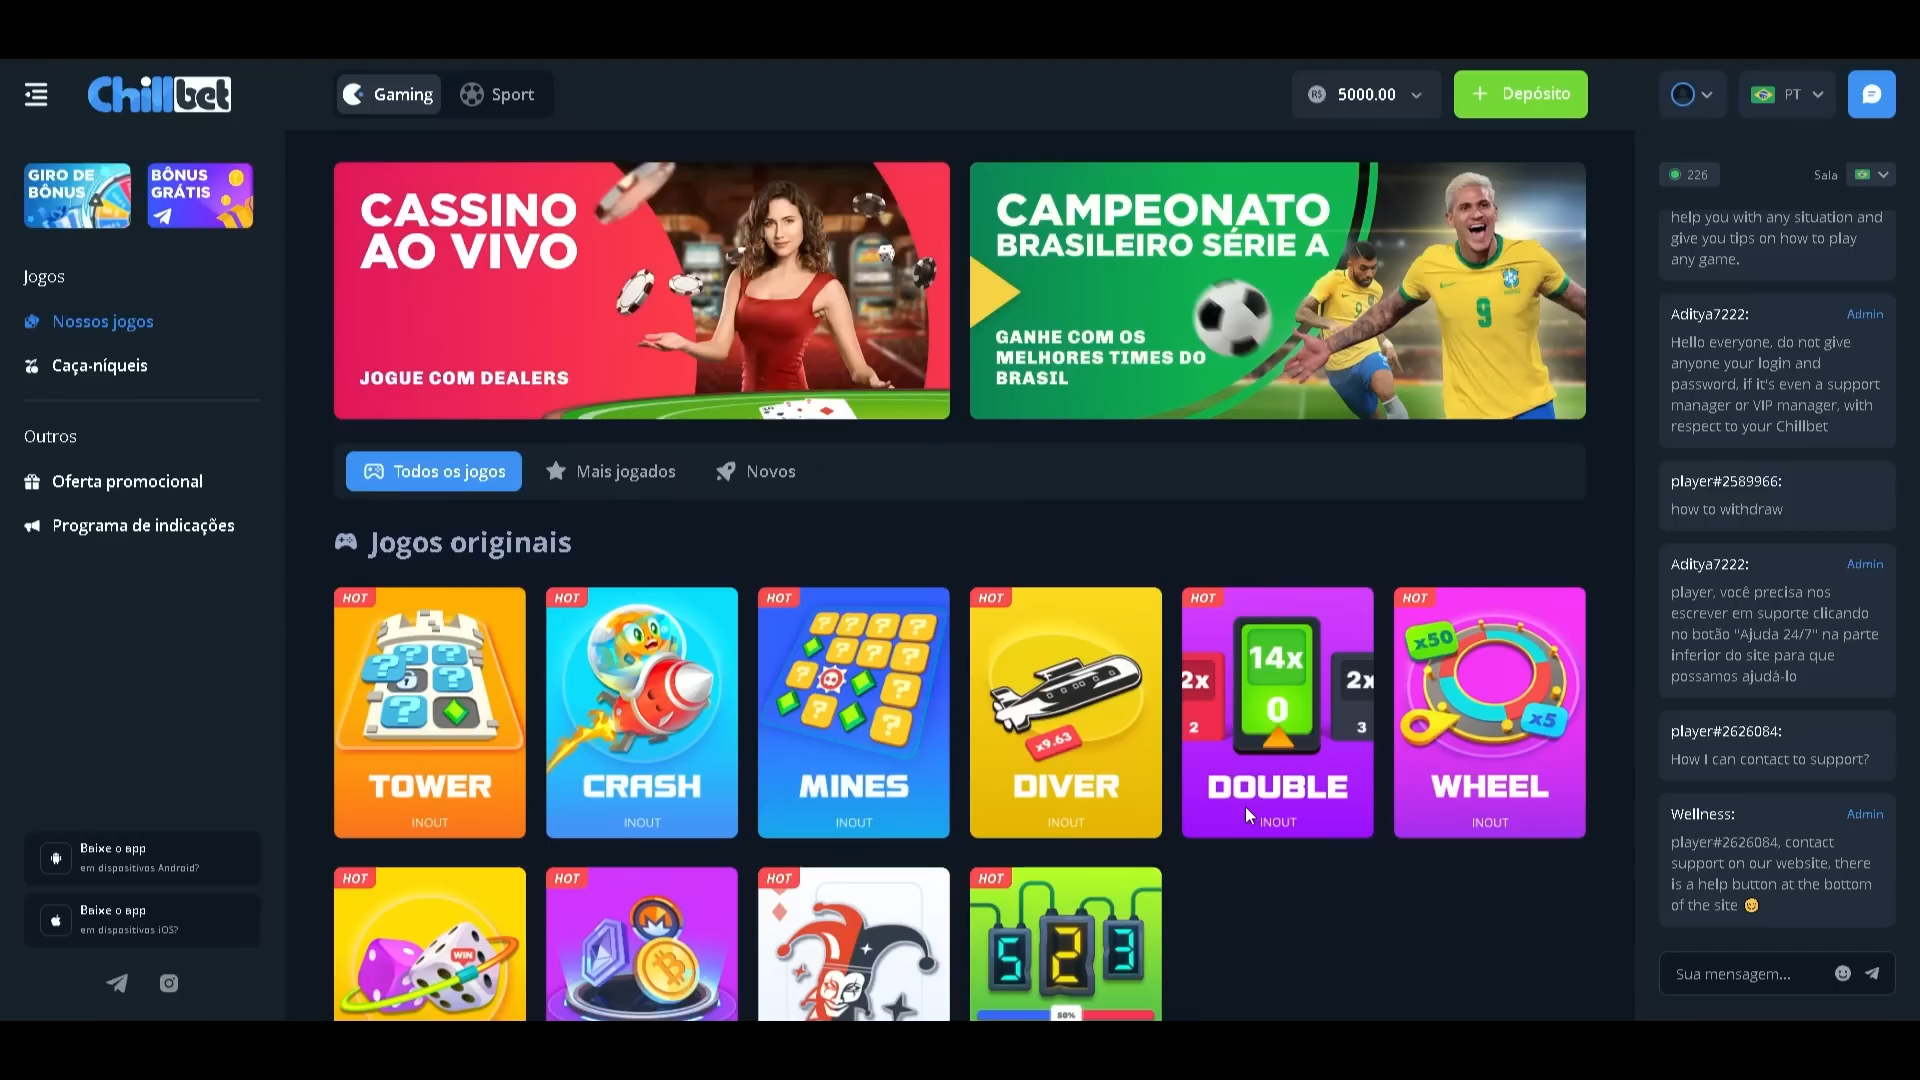 Chillbet
Gaming
Sport
R$ 5000.00
+ Depósito
PT
GIRO DE
BÔNUS
BÔNUS
GRÁTIS
Jogos
Nossos jogos
Caça-níqueis
Outros
Oferta promocional
Programa de indicações
Baixe o app
em dispositivos Android?
Baixe o app
em dispositivos iOS?
CASSINO
AO VIVO
JOGUE COM DEALERS
CAMPEONATO
BRASILEIRO SÉRIE A
GANHE COM OS
MELHORES TIMES DO
BRASIL
9
Todos os jogos
Mais jogados
Novos
Jogos originais
HOT
TOWER
INOUT
HOT
CRASH
INOUT
HOT
MINES
INOUT
HOT
x9.63
DIVER
INOUT
HOT
2x
2
14x
0
2x
3
DOUBLE
INOUT
HOT
x50
x5
WHEEL
INOUT
HOT
WIN
HOT
HOT
HOT
5 2 3
50%
226
Sala
help you with any situation and
give you tips on how to play
any game.
Aditya7222: Admin
Hello everyone, do not give
anyone your login and
password, if it's even a support
manager or VIP manager, with
respect to your Chillbet
player#2589966:
how to withdraw
Aditya7222: Admin
player, você precisa nos
escrever em suporte clicando
no botão "Ajuda 24/7" na parte
inferior do site para que
possamos ajudá-lo
player#2626084:
How I can contact to support?
Wellness: Admin
player#2626084, contact
support on our website, there
is a help button at the bottom
of the site 😊
Sua mensagem...